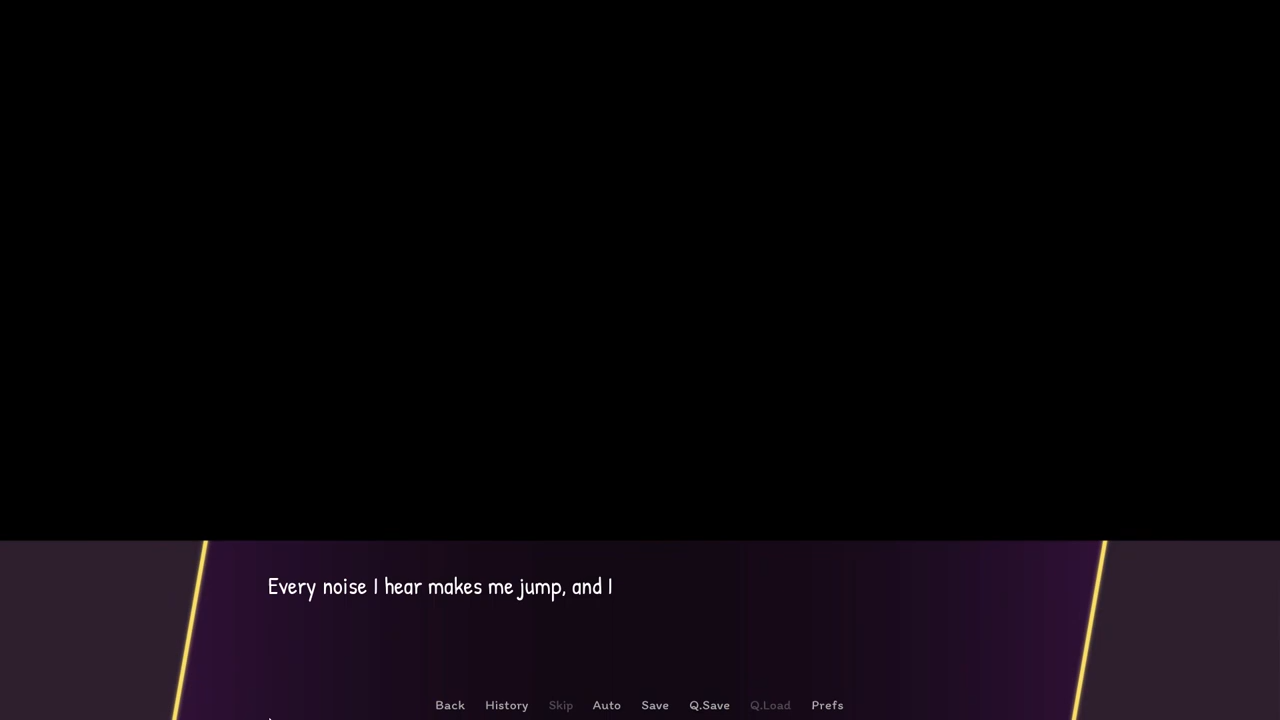 Every noise I hear makes me jump, and I
Back History Skip Auto Save Q.Save Q.Load Prefs